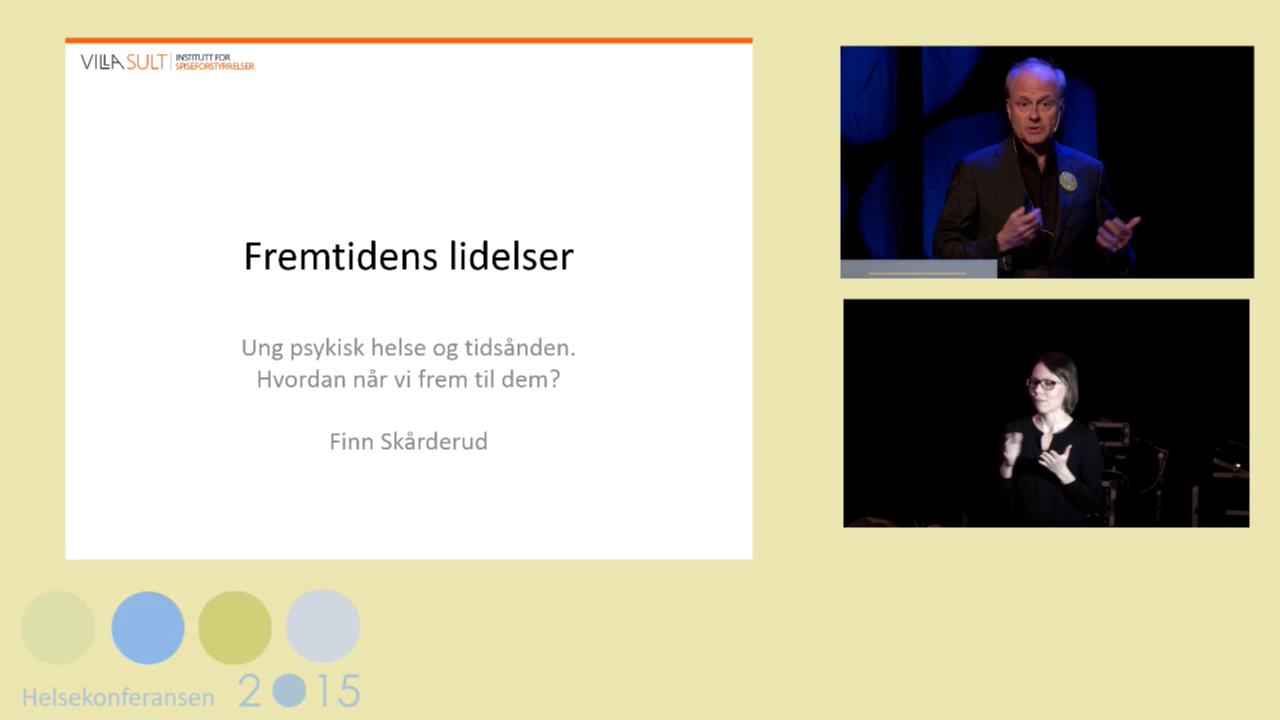 VILLA SULT INSTITUTT FOR
SPISEFORSTYRRELSER
Fremtidens lidelser
Ung psykisk helse og tidsånden.
Hvordan når vi frem til dem?
Finn Skårderud
Helsekonferansen 2015